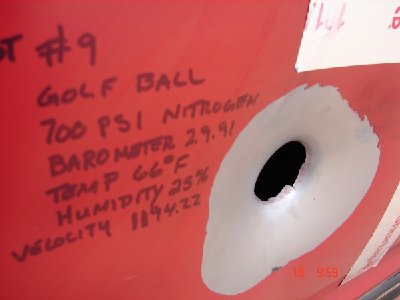 #9
GOLF BALL
700 PSI NITROGEN
BAROMETER 29.91
TEMP 66°F
HUMIDITY 25%
VELOCITY 1194.22
18 9:59